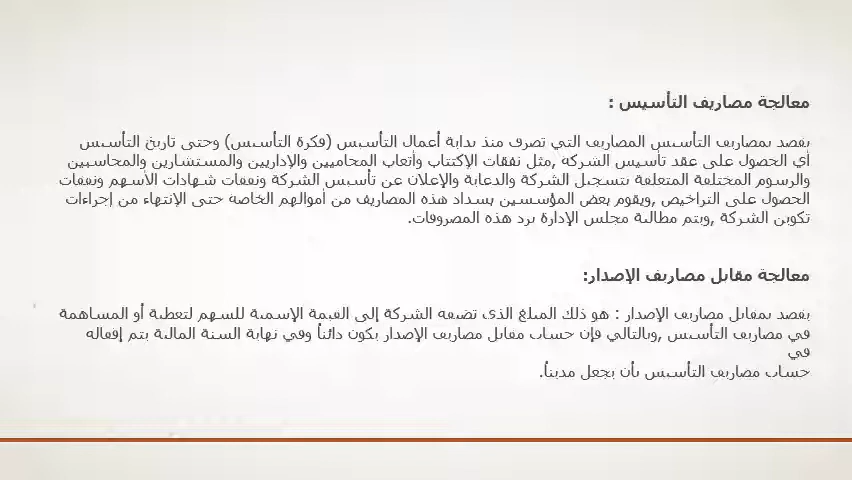 معالجة مصاريف التأسيس :
يقصد بمصاريف التأسيس المصاريف التي تصرف منذ بداية أعمال التأسيس (فكرة التأسيس) وحتى تاريخ التأسيس
أي الحصول على عقد تأسيس الشركه ,مثل نفقات الإكتتاب وأتعاب المحاميين والإداريين والمستشارين والمحاسبين
والرسوم المختلفة المتعلقة بتسجيل الشركة والدعاية والإعلان عن تأسيس الشركة ونفقات شهادات الأسهم ونفقات
الحصول على التراخيص ,ويقوم بعض المؤسسين بسداد هذه المصاريف من أموالهم الخاصة حتى الإنتهاء من إجراءات
تكوين الشركة ,ويتم مطالبة مجلس الإدارة برد هذه المصروفات.
معالجة مقابل مصاريف الإصدار:
يقصد بمقابل مصاريف الإصدار : هو ذلك المبلغ الذي تضيفه الشركة إلى القيمة الإسمية للسهم لتغطية أو المساهمة
في مصاريف التأسيس ,وبالتالي فإن حساب مقابل مصاريف الإصدار يكون دائناً وفي نهاية السنة المالية يتم إقفاله
في
حساب مصاريف التأسيس بأن يجعل مديناً.